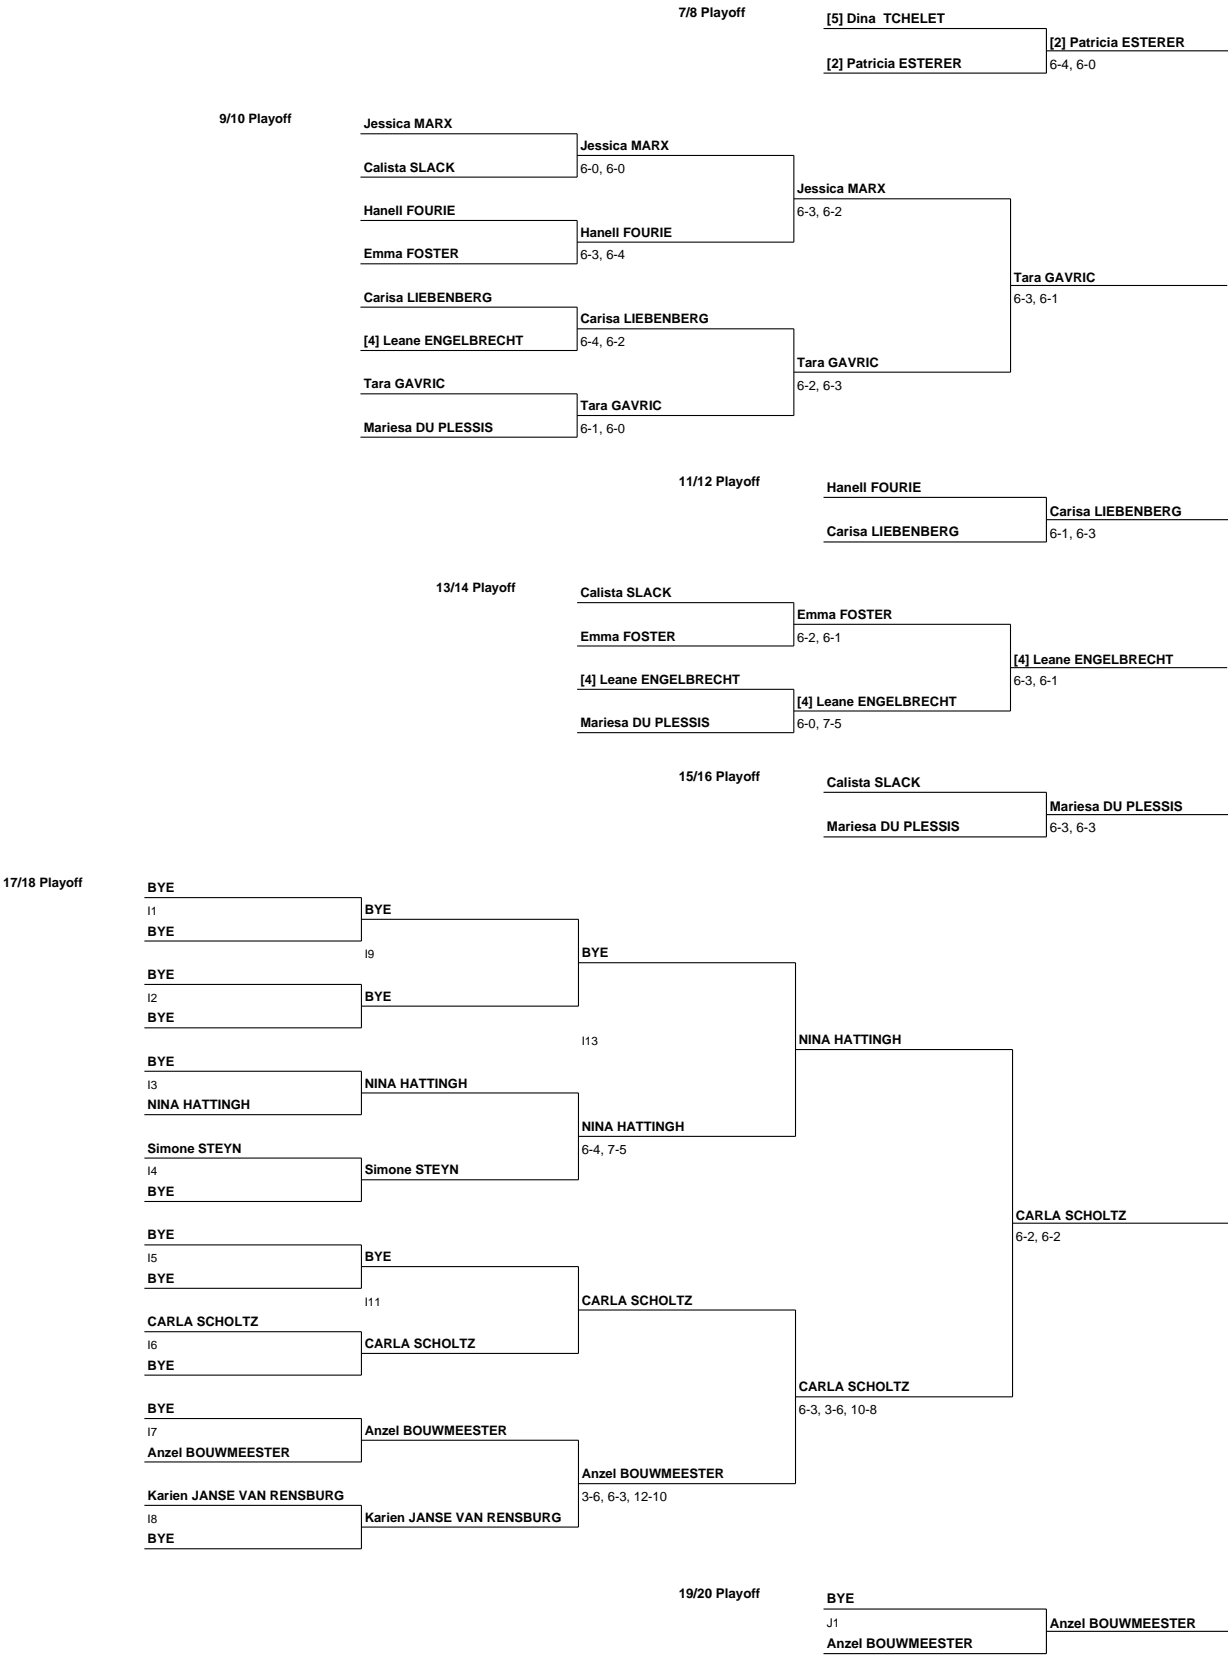 7/8 Playoff
[5] Dina  TCHELET
[2] Patricia ESTERER
[2] Patricia ESTERER
6-4, 6-0
9/10 Playoff
Jessica MARX
Jessica MARX
Calista SLACK
6-0, 6-0
Jessica MARX
6-3, 6-2
Hanell FOURIE
Hanell FOURIE
Emma FOSTER
6-3, 6-4
Tara GAVRIC
6-3, 6-1
Carisa LIEBENBERG
Carisa LIEBENBERG
[4] Leane ENGELBRECHT
6-4, 6-2
Tara GAVRIC
6-2, 6-3
Tara GAVRIC
Tara GAVRIC
Mariesa DU PLESSIS
6-1, 6-0
11/12 Playoff
Hanell FOURIE
Carisa LIEBENBERG
Carisa LIEBENBERG
6-1, 6-3
13/14 Playoff
Calista SLACK
Emma FOSTER
Emma FOSTER
6-2, 6-1
[4] Leane ENGELBRECHT
6-3, 6-1
[4] Leane ENGELBRECHT
[4] Leane ENGELBRECHT
Mariesa DU PLESSIS
6-0, 7-5
15/16 Playoff
Calista SLACK
Mariesa DU PLESSIS
Mariesa DU PLESSIS
6-3, 6-3
17/18 Playoff
BYE
I1
BYE
BYE
I9
BYE
BYE
I2
BYE
BYE
I13
NINA HATTINGH
BYE
I3
NINA HATTINGH
NINA HATTINGH
NINA HATTINGH
6-4, 7-5
Simone STEYN
I4
Simone STEYN
BYE
CARLA SCHOLTZ
6-2, 6-2
BYE
I5
BYE
BYE
I11
CARLA SCHOLTZ
CARLA SCHOLTZ
I6
CARLA SCHOLTZ
BYE
CARLA SCHOLTZ
6-3, 3-6, 10-8
BYE
I7
Anzel BOUWMEESTER
Anzel BOUWMEESTER
Anzel BOUWMEESTER
3-6, 6-3, 12-10
Karien JANSE VAN RENSBURG
I8
Karien JANSE VAN RENSBURG
BYE
19/20 Playoff
BYE
J1
Anzel BOUWMEESTER
Anzel BOUWMEESTER